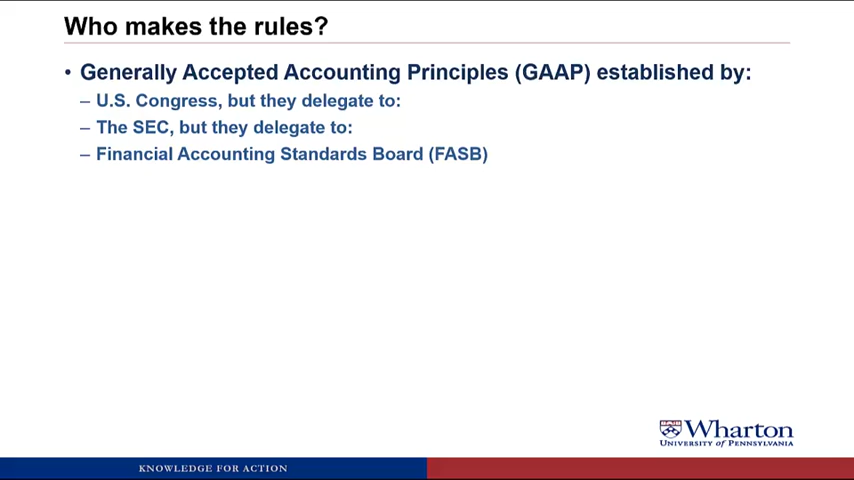 Who makes the rules?
• Generally Accepted Accounting Principles (GAAP) established by:
– U.S. Congress, but they delegate to:
– The SEC, but they delegate to:
– Financial Accounting Standards Board (FASB)
Wharton
UNIVERSITY OF PENNSYLVANIA
KNOWLEDGE FOR ACTION